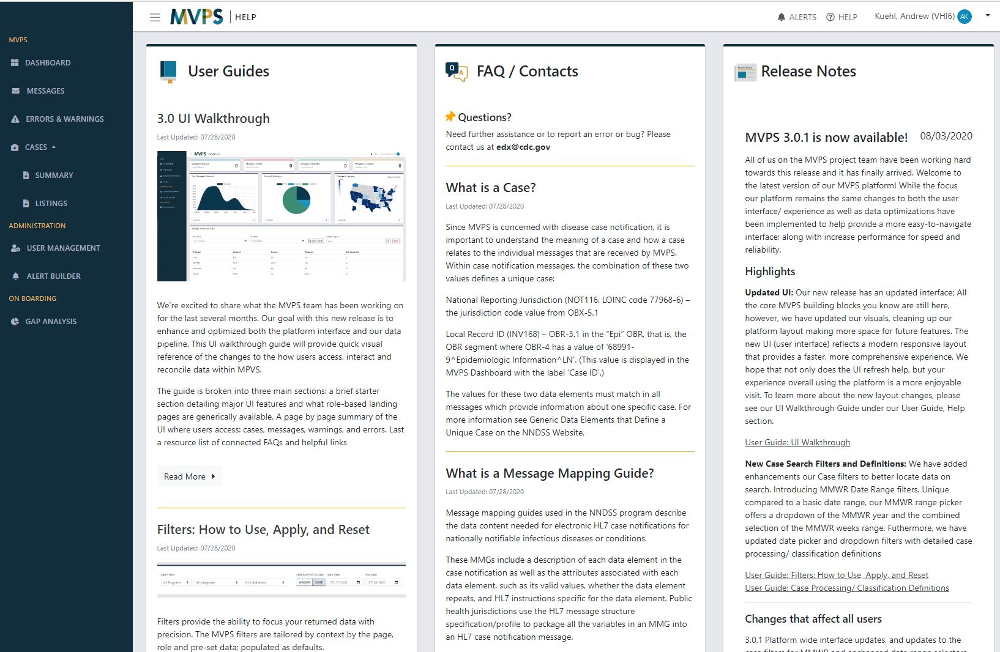 MVPS
DASHBOARD
MESSAGES
ERRORS & WARNINGS
CASES
SUMMARY
LISTINGS
ADMINISTRATION
USER MANAGEMENT
ALERT BUILDER
ON BOARDING
GAP ANALYSIS
MVPS HELP
ALERTS
HELP
Kuehl, Andrew (VHI6) AK
User Guides
3.0 UI Walkthrough
Last Updated: 07/28/2020
We’re excited to share what the MVPS team has been working on
for the last several months. Our goal with this new release is to
enhance and optimized both the platform interface and our data
pipeline. This UI walkthrough guide will provide quick visual
reference of the changes to the how users access, interact and
reconcile data within MPVS.
The guide is broken into three main sections: a brief starter
section detailing major UI features and what role-based landing
pages are generically available. A page by page summary of the
UI where users access: cases, messages, warnings, and errors. Last
a resource list of connected FAQs and helpful links
Read More
Filters: How to Use, Apply, and Reset
Last Updated: 07/28/2020
Data Filters
All Programs
All Categories
All Jurisdictions
Select MMWR or Date
MMWR DATE
Start Date
07/17/2020
End Date
07/24/2020
Filters provide the ability to focus your returned data with
precision. The MVPS filters are tailored by context by the page,
role and pre-set data; populated as defaults.
Q A
FAQ / Contacts
Questions?
Need further assistance or to report an error or bug? Please
contact us at edx@cdc.gov
What is a Case?
Last Updated: 07/28/2020
Since MVPS is concerned with disease case notification, it is
important to understand the meaning of a case and how a case
relates to the individual messages that are received by MVPS.
Within case notification messages, the combination of these two
values defines a unique case:
National Reporting Jurisdiction (NOT116, LOINC code 77968-6) –
the jurisdiction code value from OBX-5.1
Local Record ID (INV168) – OBR-3.1 in the “Epi” OBR, that is, the
OBR segment where OBR-4 has a value of '68991-
9^Epidemiologic Information^LN'. (This value is displayed in the
MVPS Dashboard with the label ‘Case ID’.)
The values for these two data elements must match in all
messages which provide information about one specific case. For
more information see Generic Data Elements that Define a
Unique Case on the NNDSS Website.
What is a Message Mapping Guide?
Last Updated: 07/28/2020
Message mapping guides used in the NNDSS program describe
the data content needed for electronic HL7 case notifications for
nationally notifiable infectious diseases or conditions.
These MMGs include a description of each data element in the
case notification as well as the attributes associated with each
data element, such as its valid values, whether the data element
repeats, and HL7 instructions specific for the data element. Public
health jurisdictions use the HL7 message structure
specification/profile to package all the variables in an MMG into
an HL7 case notification message.
Release Notes
MVPS 3.0.1 is now available! 08/03/2020
All of us on the MVPS project team have been working hard
towards this release and it has finally arrived. Welcome to
the latest version of our MVPS platform! While the focus
our platform remains the same changes to both the user
interface/ experience as well as data optimizations have
been implemented to help provide a more easy-to-navigate
interface; along with increase performance for speed and
reliability.
Highlights
Updated UI: Our new release has an updated interface; All
the core MVPS building blocks you know are still here,
however, we have updated our visuals, cleaning up our
platform layout making more space for future features. The
new UI (user interface) reflects a modern responsive layout
that provides a faster, more comprehensive experience. We
hope that not only does the UI refresh help, but your
experience overall using the platform is a more enjoyable
visit. To learn more about the new layout changes, please
see our UI Walkthrough Guide under our User Guide, Help
section.
User Guide: UI Walkthrough
New Case Search Filters and Definitions: We have added
enhancements our Case filters to better locate data on
search. Introducing MMWR Date Range filters. Unique
compared to a basic date range, our MMWR range picker
offers a dropdown of the MMWR year and the combined
selection of the MMWR weeks range. Futhermore, we have
updated date picker and dropdown filters with detailed case
processing/ classification definitions
User Guide: Filters: How to Use, Apply, and Reset
User Guide: Case Processing/ Classification Definitions
Changes that affect all users
3.0.1 Platform wide interface updates, and updates to the